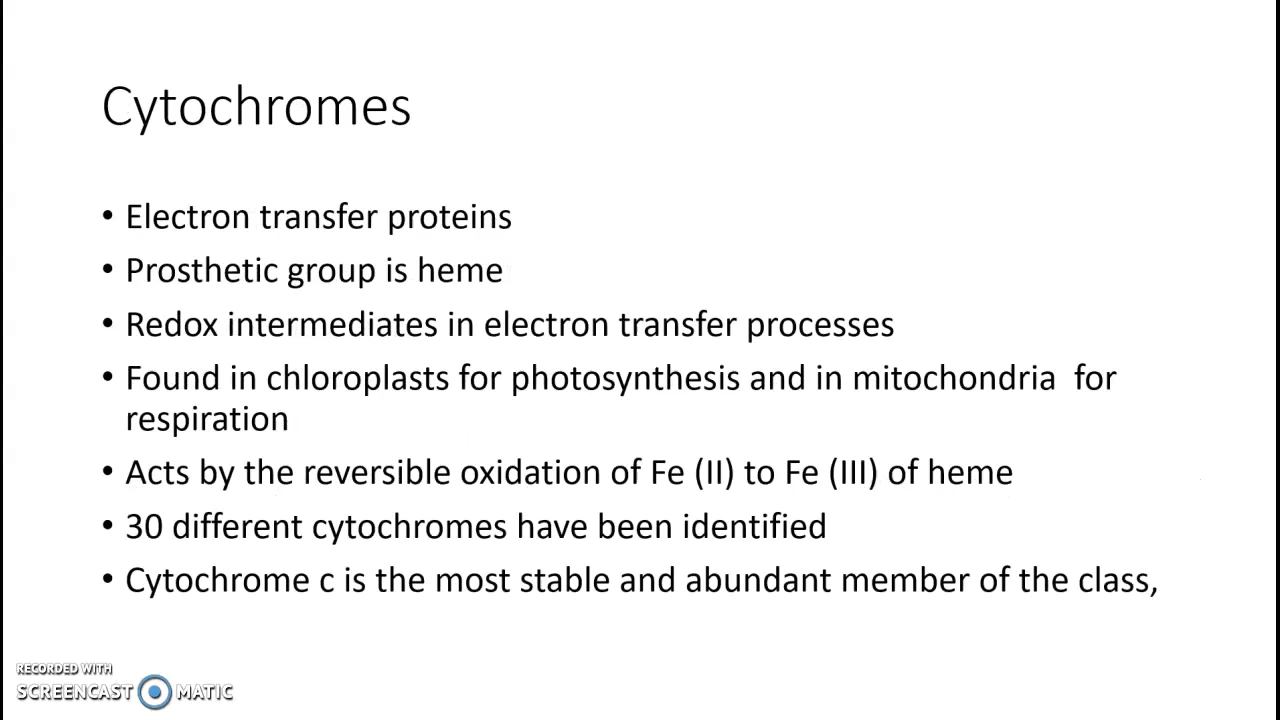 Cytochromes
• Electron transfer proteins
• Prosthetic group is heme
• Redox intermediates in electron transfer processes
• Found in chloroplasts for photosynthesis and in mitochondria  for
respiration
• Acts by the reversible oxidation of Fe (II) to Fe (III) of heme
• 30 different cytochromes have been identified
• Cytochrome c is the most stable and abundant member of the class,
RECORDED WITH
SCREENCAST MATIC